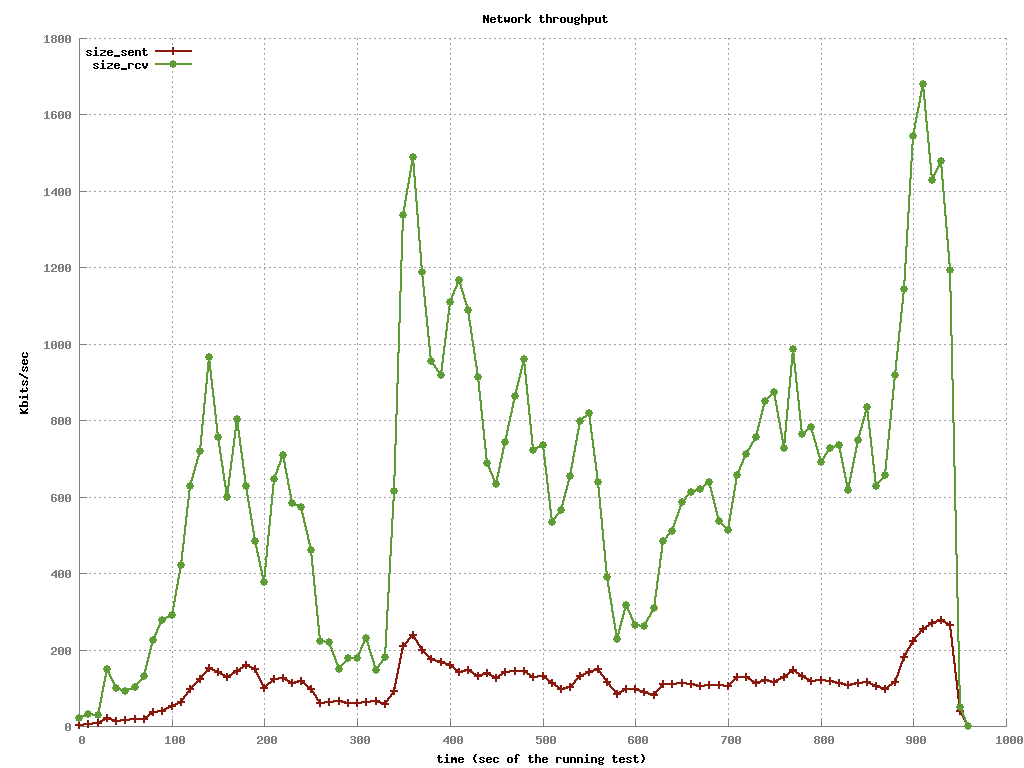 Network throughput
size_sent
size_rcv
1800
1600
1400
1200
1000
800
600
400
200
0
Kbits/sec
0 100 200 300 400 500 600 700 800 900 1000
time (sec of the running test)